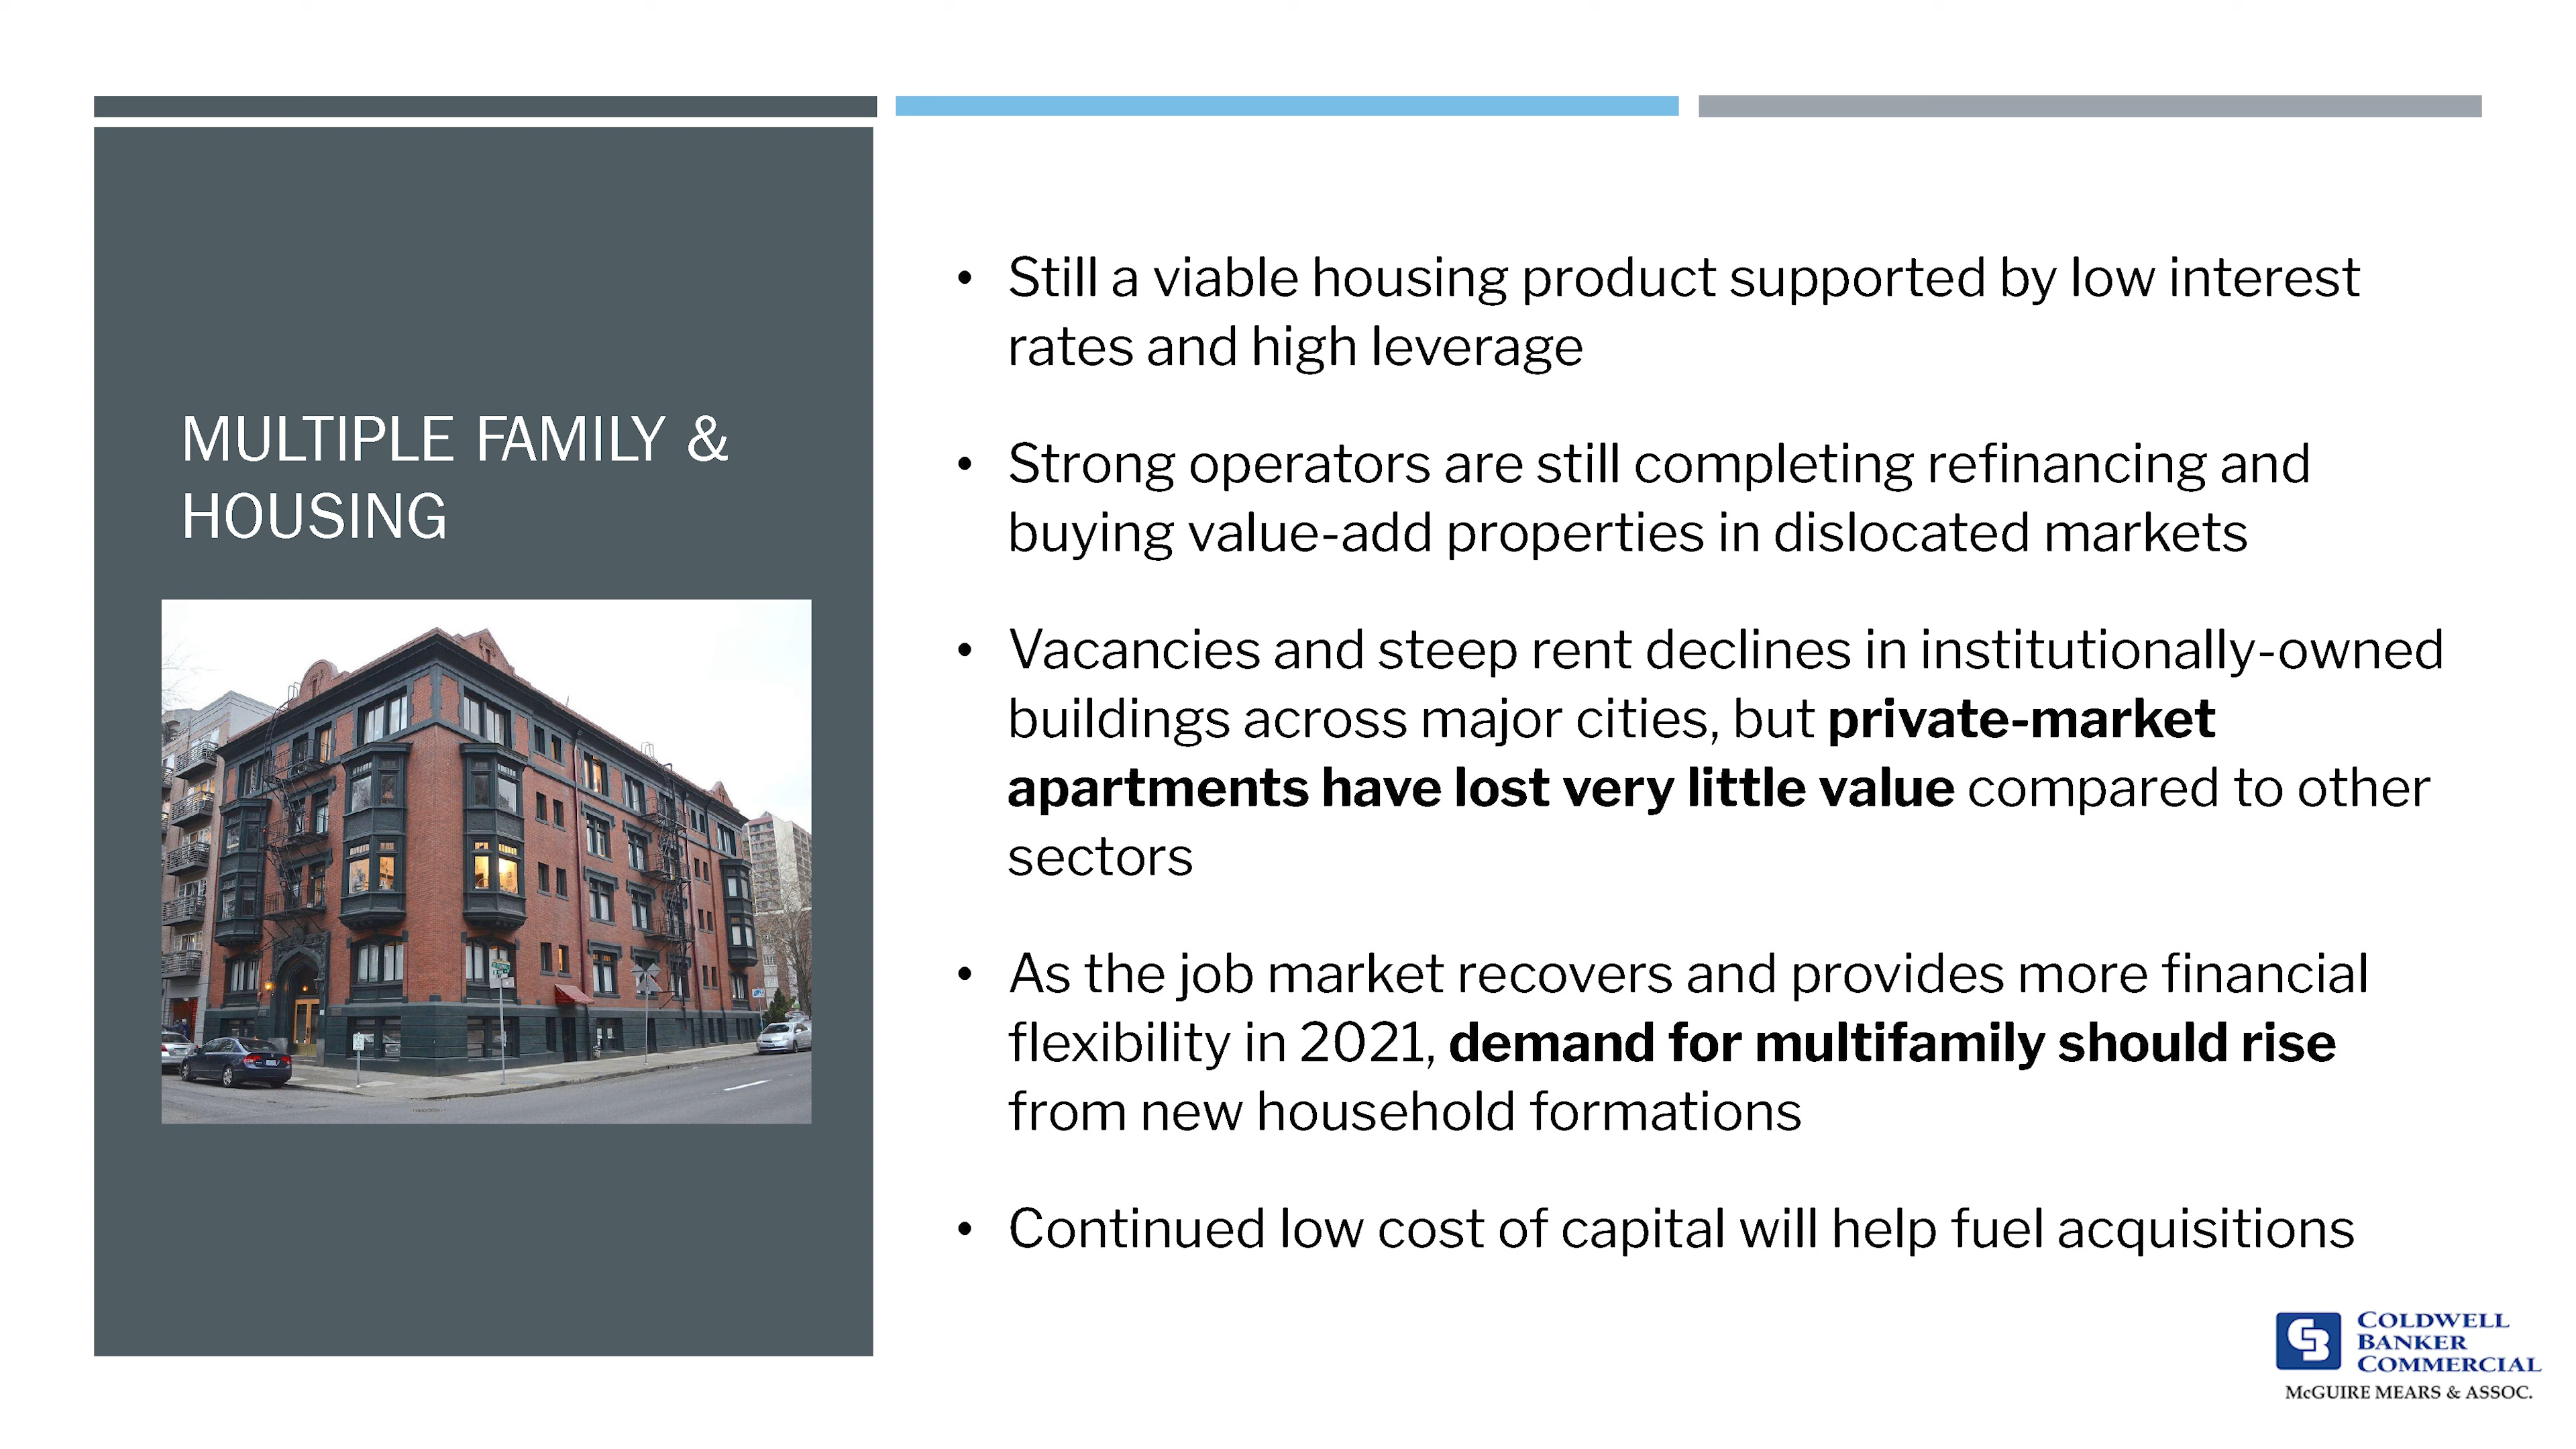 MULTIPLE FAMILY &
HOUSING
• Still a viable housing product supported by low interest
rates and high leverage
• Strong operators are still completing refinancing and
buying value-add properties in dislocated markets
• Vacancies and steep rent declines in institutionally-owned
buildings across major cities, but private-market
apartments have lost very little value compared to other
sectors
• As the job market recovers and provides more financial
flexibility in 2021, demand for multifamily should rise
from new household formations
• Continued low cost of capital will help fuel acquisitions
CB
COLDWELL
BANKER
COMMERCIAL
McGUIRE MEARS & ASSOC.